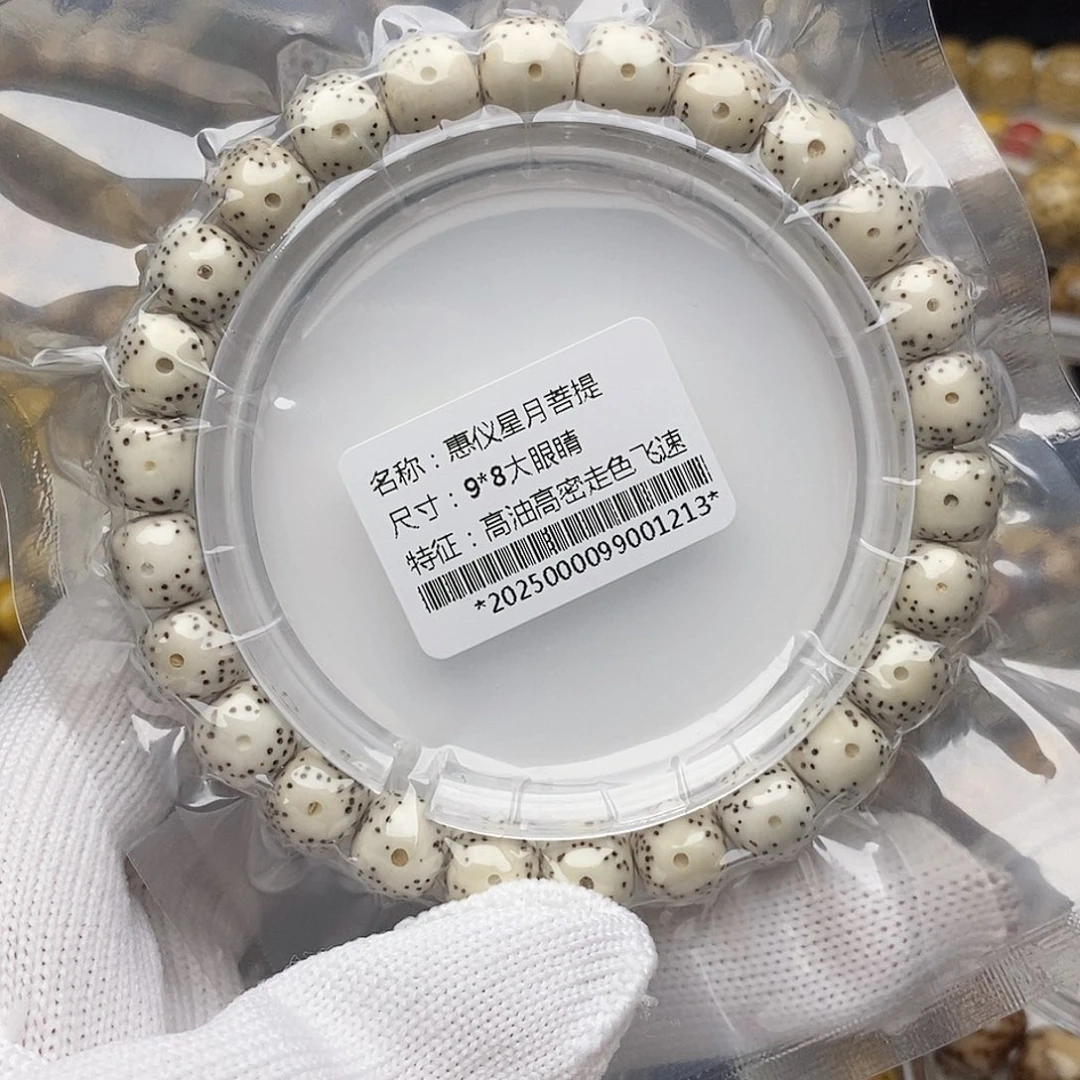 名称：惠仪星月菩提
尺寸：9*8大眼睛
特征：高油高密走色飞速
*2025000099001213*